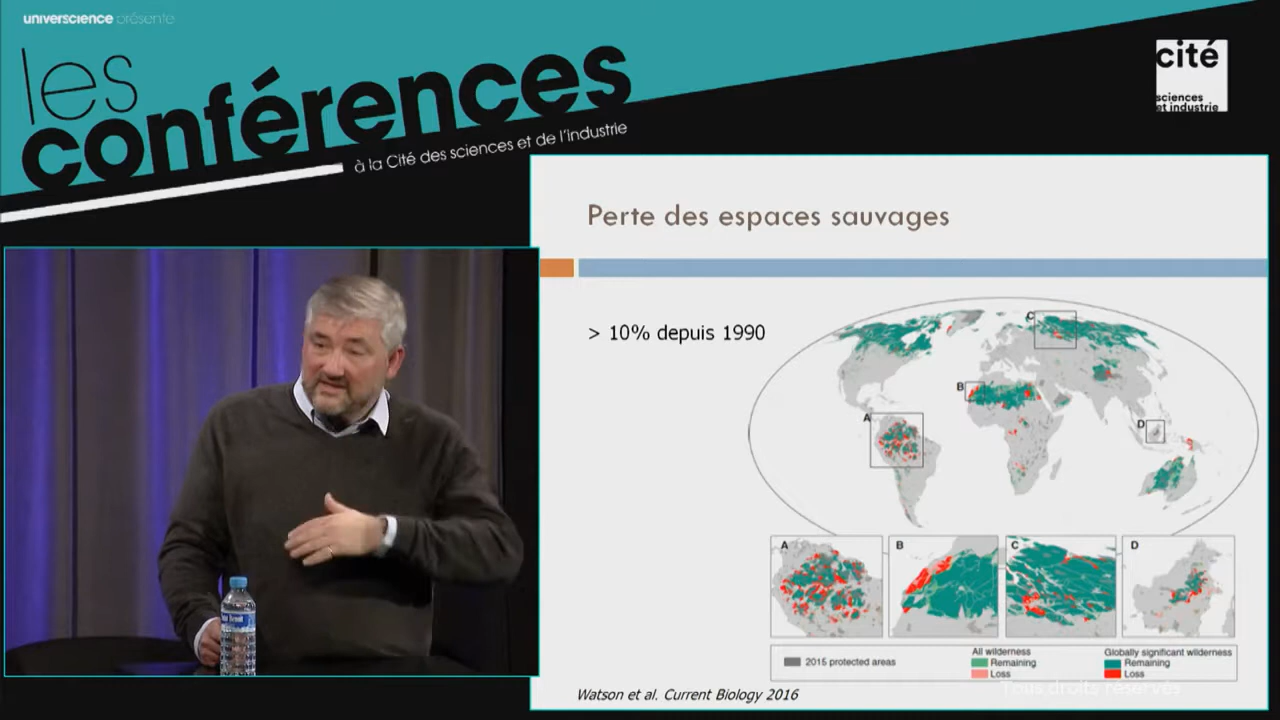 universcience présente
les
conférences
à la Cité des sciences et de l'industrie
cité
sciences
et industrie
Perte des espaces sauvages
> 10% depuis 1990
A
B
C
D
A
B
C
D
2015 protected areas
All wilderness
Remaining
Loss
Globally significant wilderness
Remaining
Loss
Watson et al. Current Biology 2016
Tous droits réservés